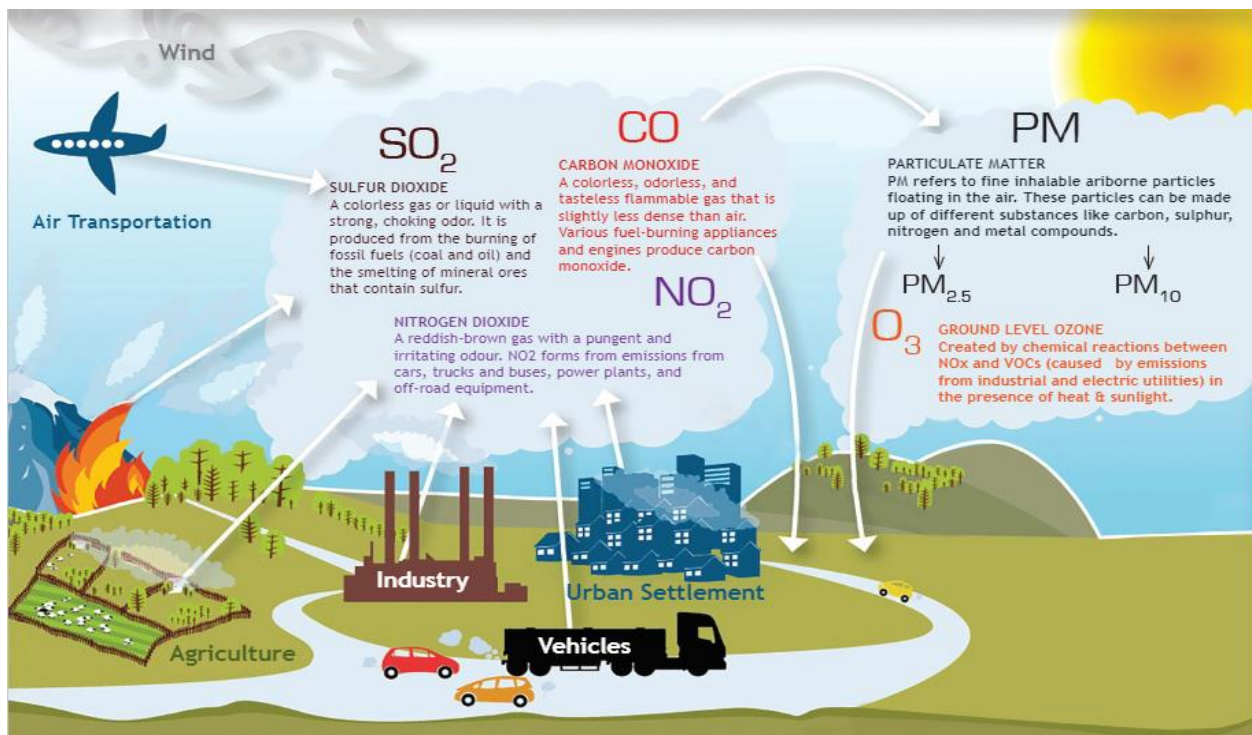 Wind
Air Transportation
SO2
SULFUR DIOXIDE
A colorless gas or liquid with a
strong, choking odor. It is
produced from the burning of
fossil fuels (coal and oil) and
the smelting of mineral ores
that contain sulfur.
CO
CARBON MONOXIDE
A colorless, odorless, and
tasteless flammable gas that is
slightly less dense than air.
Various fuel-burning appliances
and engines produce carbon
monoxide.
NO2
NITROGEN DIOXIDE
A reddish-brown gas with a pungent and
irritating odour. NO2 forms from emissions from
cars, trucks and buses, power plants, and
off-road equipment.
PM
PARTICULATE MATTER
PM refers to fine inhalable ariborne particles
floating in the air. These particles can be made
up of different substances like carbon, sulphur,
nitrogen and metal compounds.
PM2.5
PM10
O3
GROUND LEVEL OZONE
Created by chemical reactions between
NOx and VOCs (caused by emissions
from industrial and electric utilities) in
the presence of heat & sunlight.
Industry
Urban Settlement
Vehicles
Agriculture